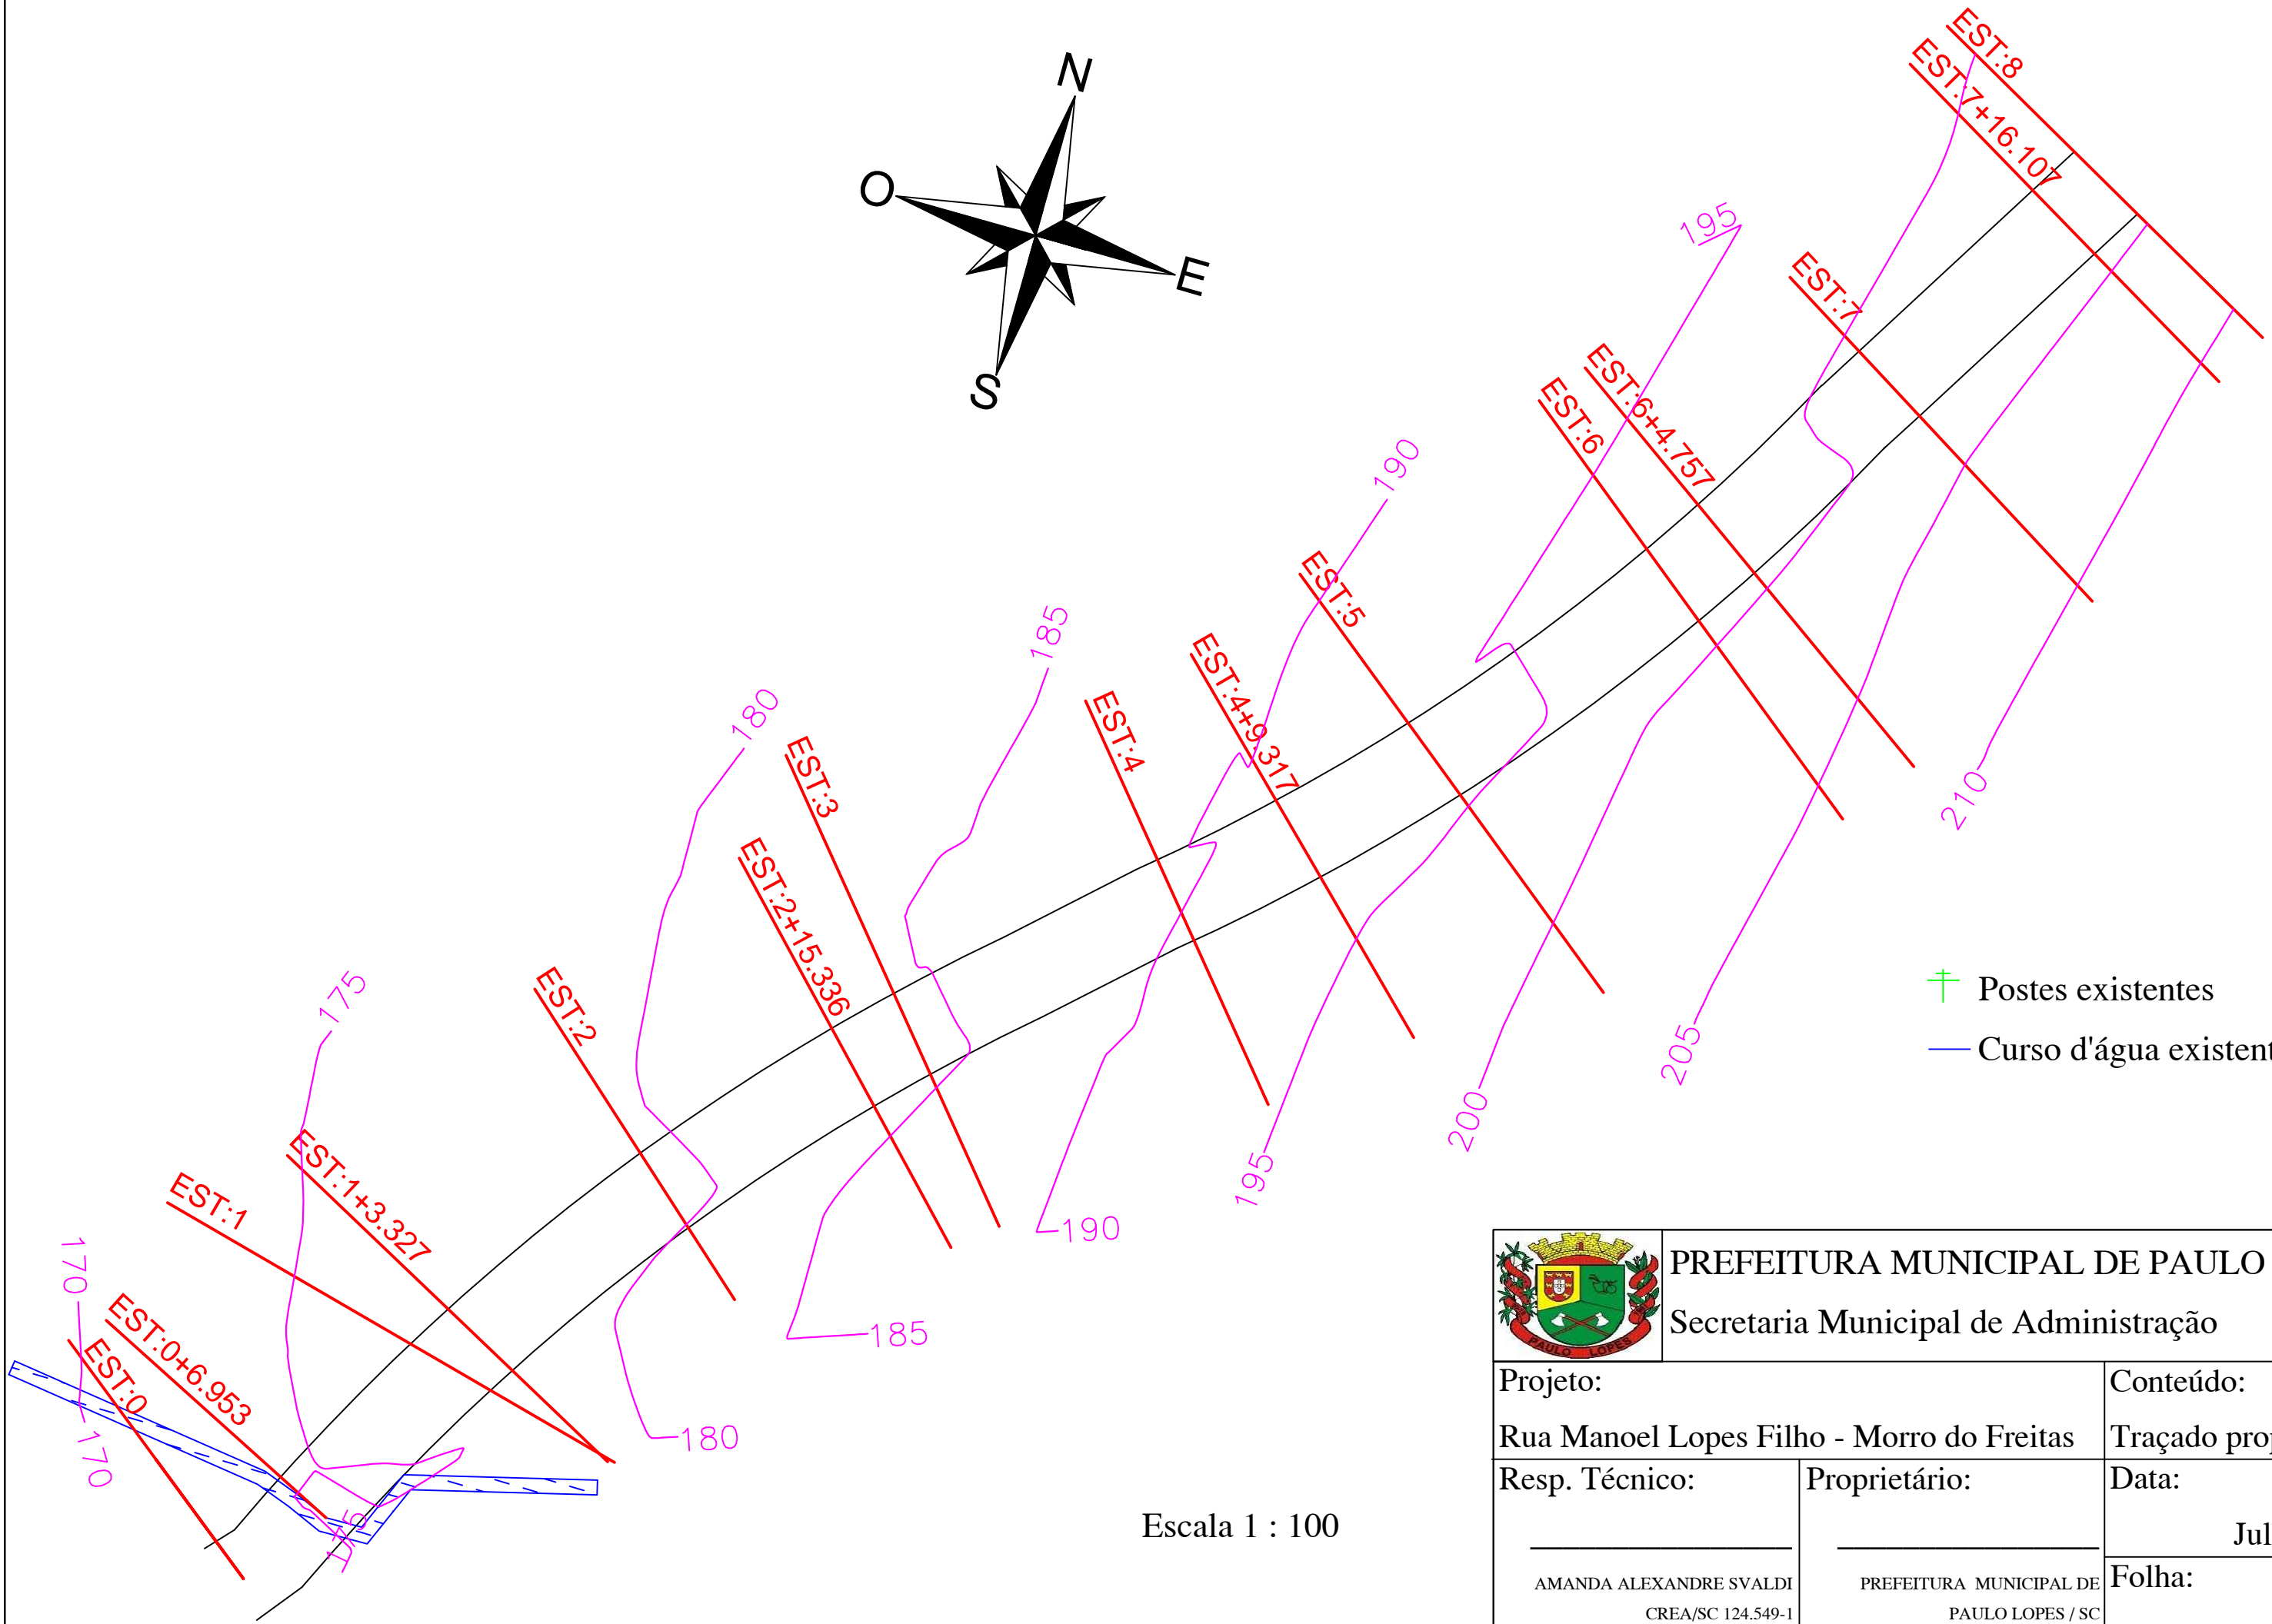 N
O
E
S
EST:8
EST:7+16.107
EST:7
EST:6+4.757
EST:6
EST:5
EST:4+9.317
EST:4
EST:3
EST:2+15.336
EST:2
EST:1+3.327
EST:1
EST:0+6.953
EST:0
195
190
185
180
175
170
170
175
180
185
190
195
200
205
210
Postes existentes
Curso d'água existent
Escala 1 : 100
PREFEITURA MUNICIPAL DE PAULO
Secretaria Municipal de Administração
PAULO LOPES
Projeto:
Rua Manoel Lopes Filho - Morro do Freitas
Conteúdo:
Traçado prop
Resp. Técnico:
Proprietário:
Data:
Jul
AMANDA ALEXANDRE SVALDI
CREA/SC 124.549-1
PREFEITURA MUNICIPAL DE
PAULO LOPES / SC
Folha: